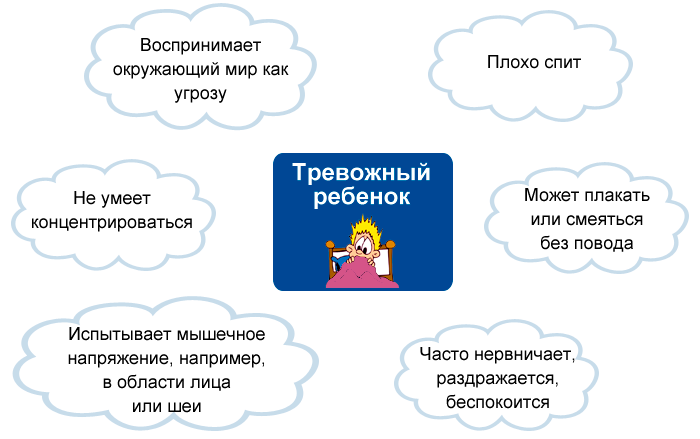 Воспринимает
окружающий мир как
угрозу
Плохо спит
Тревожный
ребенок
Не умеет
концентрироваться
Может плакать
или смеяться
без повода
Испытывает мышечное
напряжение, например,
в области лица
или шеи
Часто нервничает,
раздражается,
беспокоится